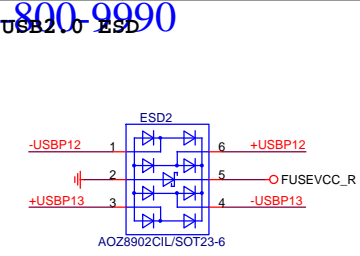 -800-9990
USB2.0 ESD
ESD2
-USBP12 1 6 +USBP12
2 5 FUSEVCC_R
+USBP13 3 4 -USBP13
AOZ8902CIL/SOT23-6